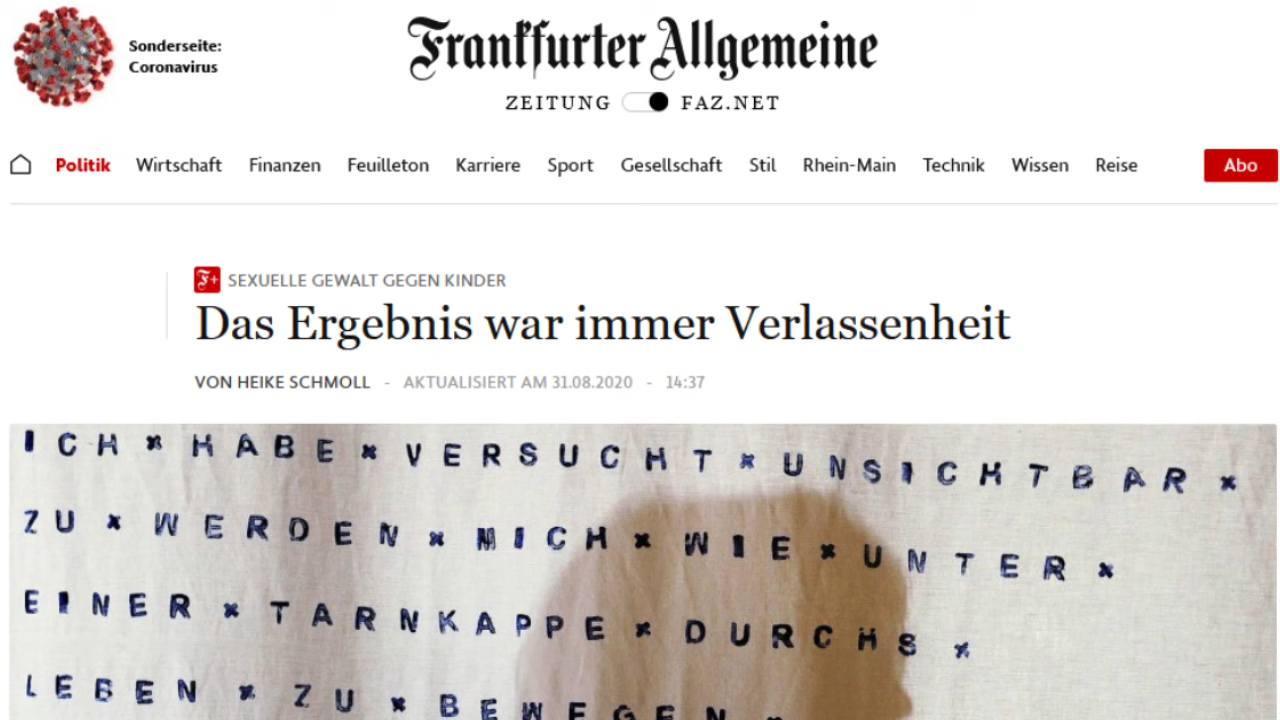 Sonderseite:
Coronavirus
Frankfurter Allgemeine
ZEITUNG FAZ.NET
Politik Wirtschaft Finanzen Feuilleton Karriere Sport Gesellschaft Stil Rhein-Main Technik Wissen Reise Abo
F+ SEXUELLE GEWALT GEGEN KINDER
Das Ergebnis war immer Verlassenheit
VON HEIKE SCHMOLL - AKTUALISIERT AM 31.08.2020 - 14:37
ICH × HABE × VERSUCHT × UNSICHTBAR ×
ZU × WERDEN × MICH × WIE × UNTER ×
EINER × TARNKAPPE × DURCHS ×
LEBEN × ZU × BEWEGEN ×